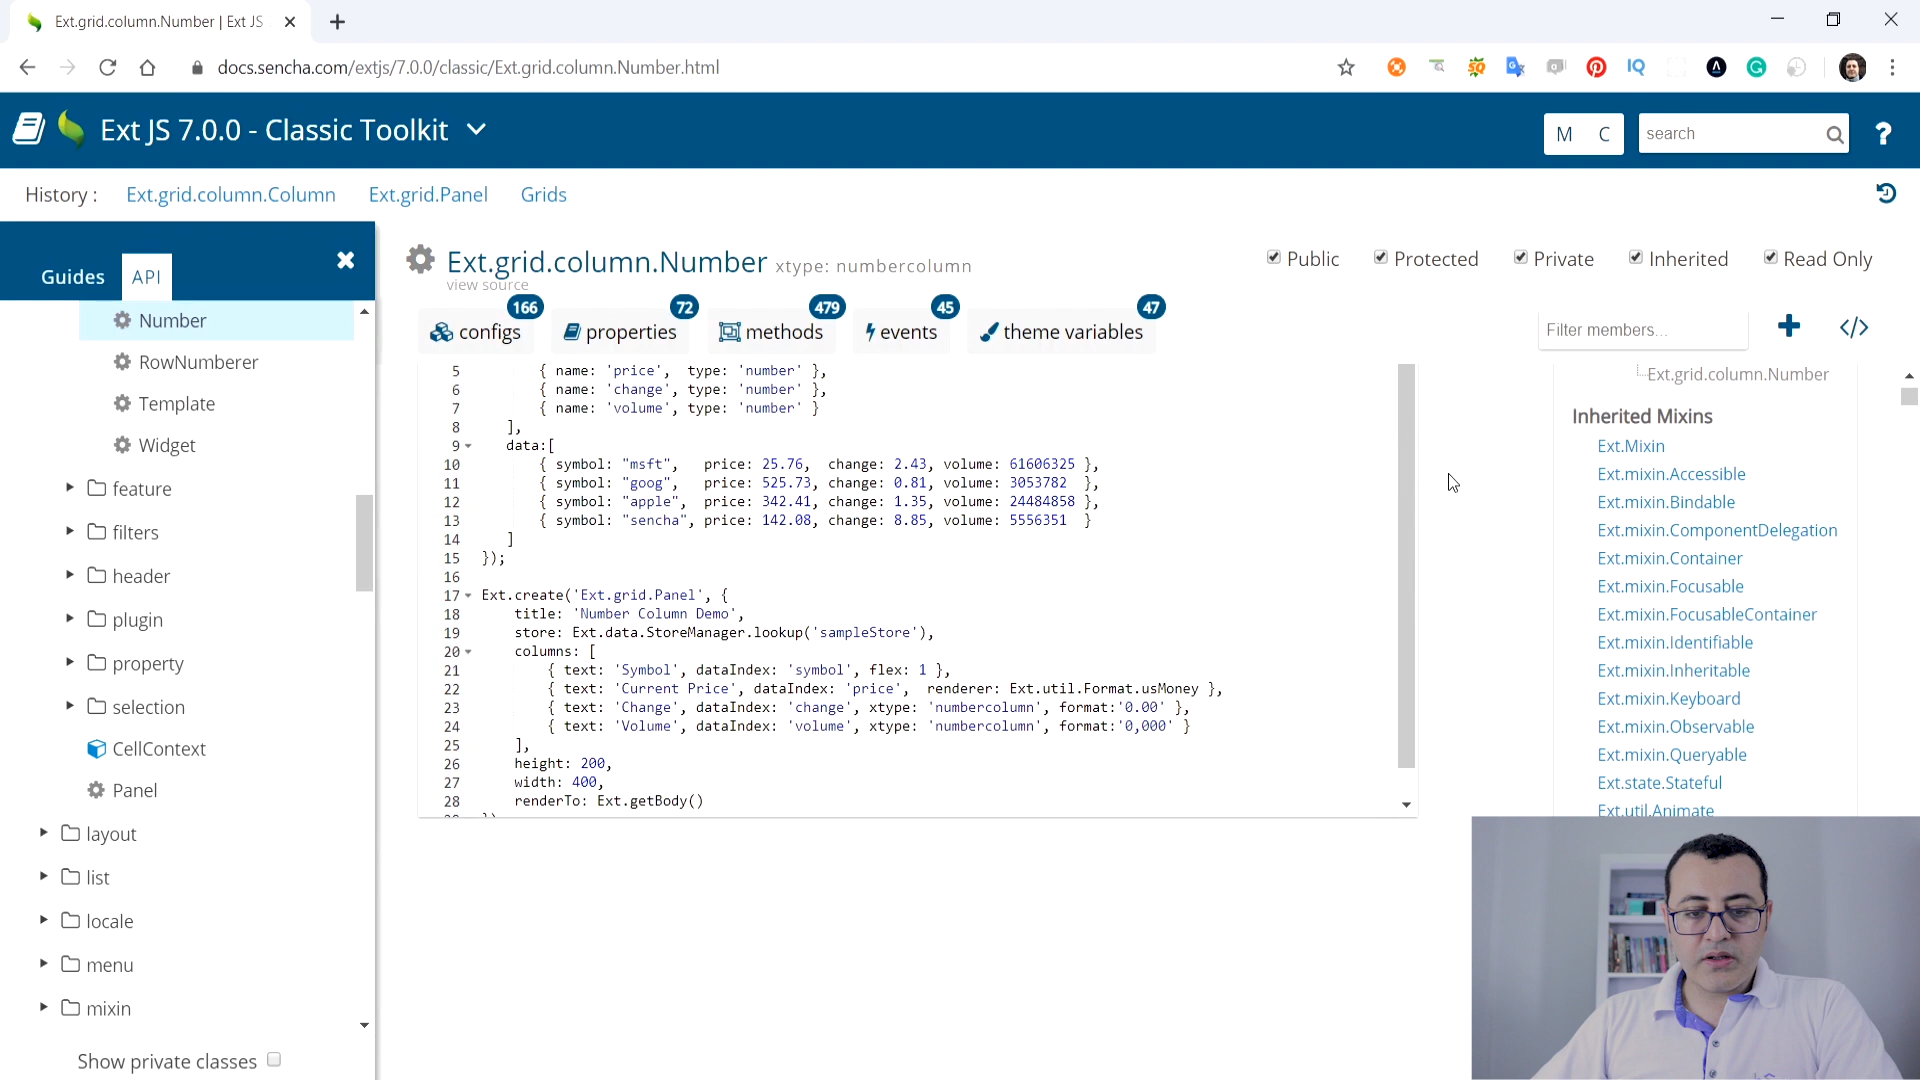 Ext.grid.column.Number | Ext JS
docs.sencha.com/extjs/7.0.0/classic/Ext.grid.column.Number.html
Ext JS 7.0.0 - Classic Toolkit
M C
search
?
History : Ext.grid.column.Column Ext.grid.Panel Grids
Guides API
Number
RowNumberer
Template
Widget
feature
filters
header
plugin
property
selection
CellContext
Panel
layout
list
locale
menu
mixin
Show private classes
Ext.grid.column.Number xtype: numbercolumn
view source
Public Protected Private Inherited Read Only
configs 166 properties 72 methods 479 events 45 theme variables 47
Filter members...
5 { name: 'price', type: 'number' },
6 { name: 'change', type: 'number' },
7 { name: 'volume', type: 'number' }
8 ],
9 data:[
10 { symbol: "msft", price: 25.76, change: 2.43, volume: 61606325 },
11 { symbol: "goog", price: 525.73, change: 0.81, volume: 3053782 },
12 { symbol: "apple", price: 342.41, change: 1.35, volume: 24484858 },
13 { symbol: "sencha", price: 142.08, change: 8.85, volume: 5556351 }
14 ]
15 });
16
17 Ext.create('Ext.grid.Panel', {
18 title: 'Number Column Demo',
19 store: Ext.data.StoreManager.lookup('sampleStore'),
20 columns: [
21 { text: 'Symbol', dataIndex: 'symbol', flex: 1 },
22 { text: 'Current Price', dataIndex: 'price', renderer: Ext.util.Format.usMoney },
23 { text: 'Change', dataIndex: 'change', xtype: 'numbercolumn', format:'0.00' },
24 { text: 'Volume', dataIndex: 'volume', xtype: 'numbercolumn', format:'0,000' }
25 ],
26 height: 200,
27 width: 400,
28 renderTo: Ext.getBody()
Ext.grid.column.Number
Inherited Mixins
Ext.Mixin
Ext.mixin.Accessible
Ext.mixin.Bindable
Ext.mixin.ComponentDelegation
Ext.mixin.Container
Ext.mixin.Focusable
Ext.mixin.FocusableContainer
Ext.mixin.Identifiable
Ext.mixin.Inheritable
Ext.mixin.Keyboard
Ext.mixin.Observable
Ext.mixin.Queryable
Ext.state.Stateful
Ext.util.Animate